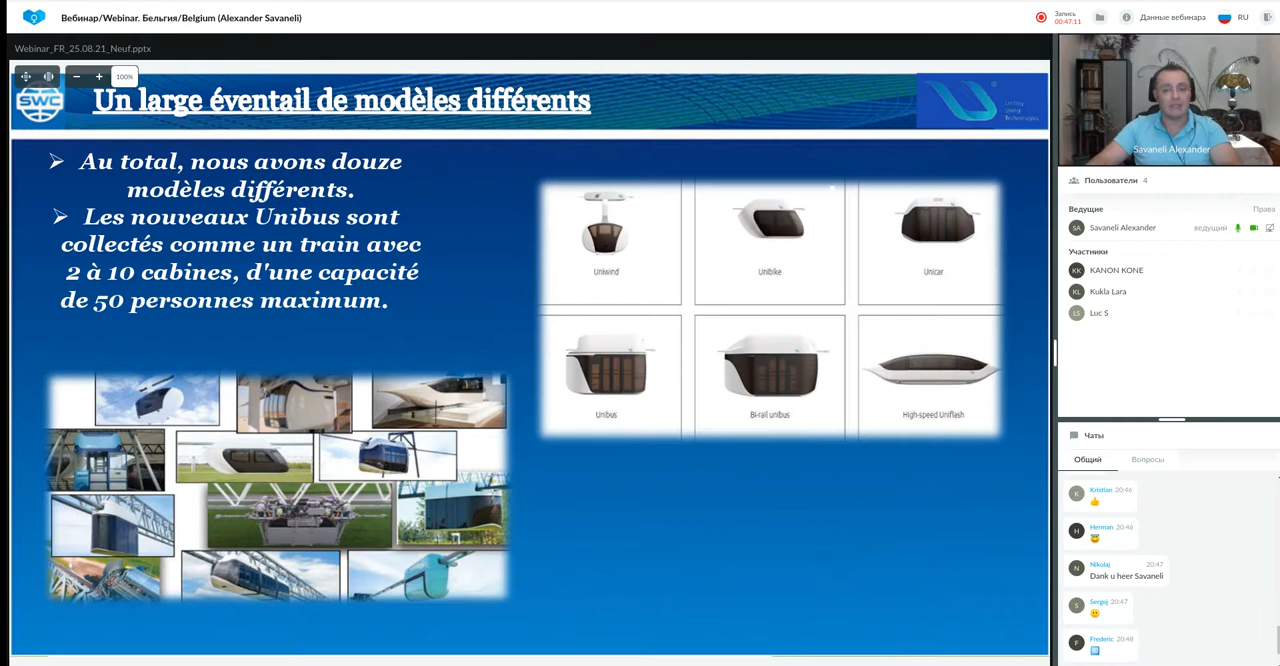 Вебинар/Webinar. Бельгия/Belgium (Alexander Savaneli)
Запись
00:47:11
Данные вебинара
RU
Webinar_FR_25.08.21_Neuf.pptx
100%
SWC
Un large éventail de modèles différents
Au total, nous avons douze
modèles différents.
Les nouveaux Unibus sont
collectés comme un train avec
2 à 10 cabines, d'une capacité
de 50 personnes maximum.
Uniwind
Unibike
Unicar
Unibus
Bi-rail unibus
High-speed Uniflash
Savaneli Alexander
Пользователи 4
Ведущие
Права
SA
Savaneli Alexander
ведущий
Участники
KK
KANON KONE
KL
Kukla Lara
LS
Luc S
Чаты
Общий
Вопросы
K
Kristian 20:46
👍
H
Herman 20:46
😇
N
Nikolaj 20:47
Dank u heer Savaneli
S
Sergej 20:47
🙂
F
Frederic 20:48